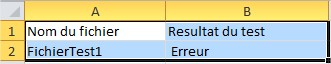 A B
1 Nom du fichier Resultat du test
2 FichierTest1 Erreur